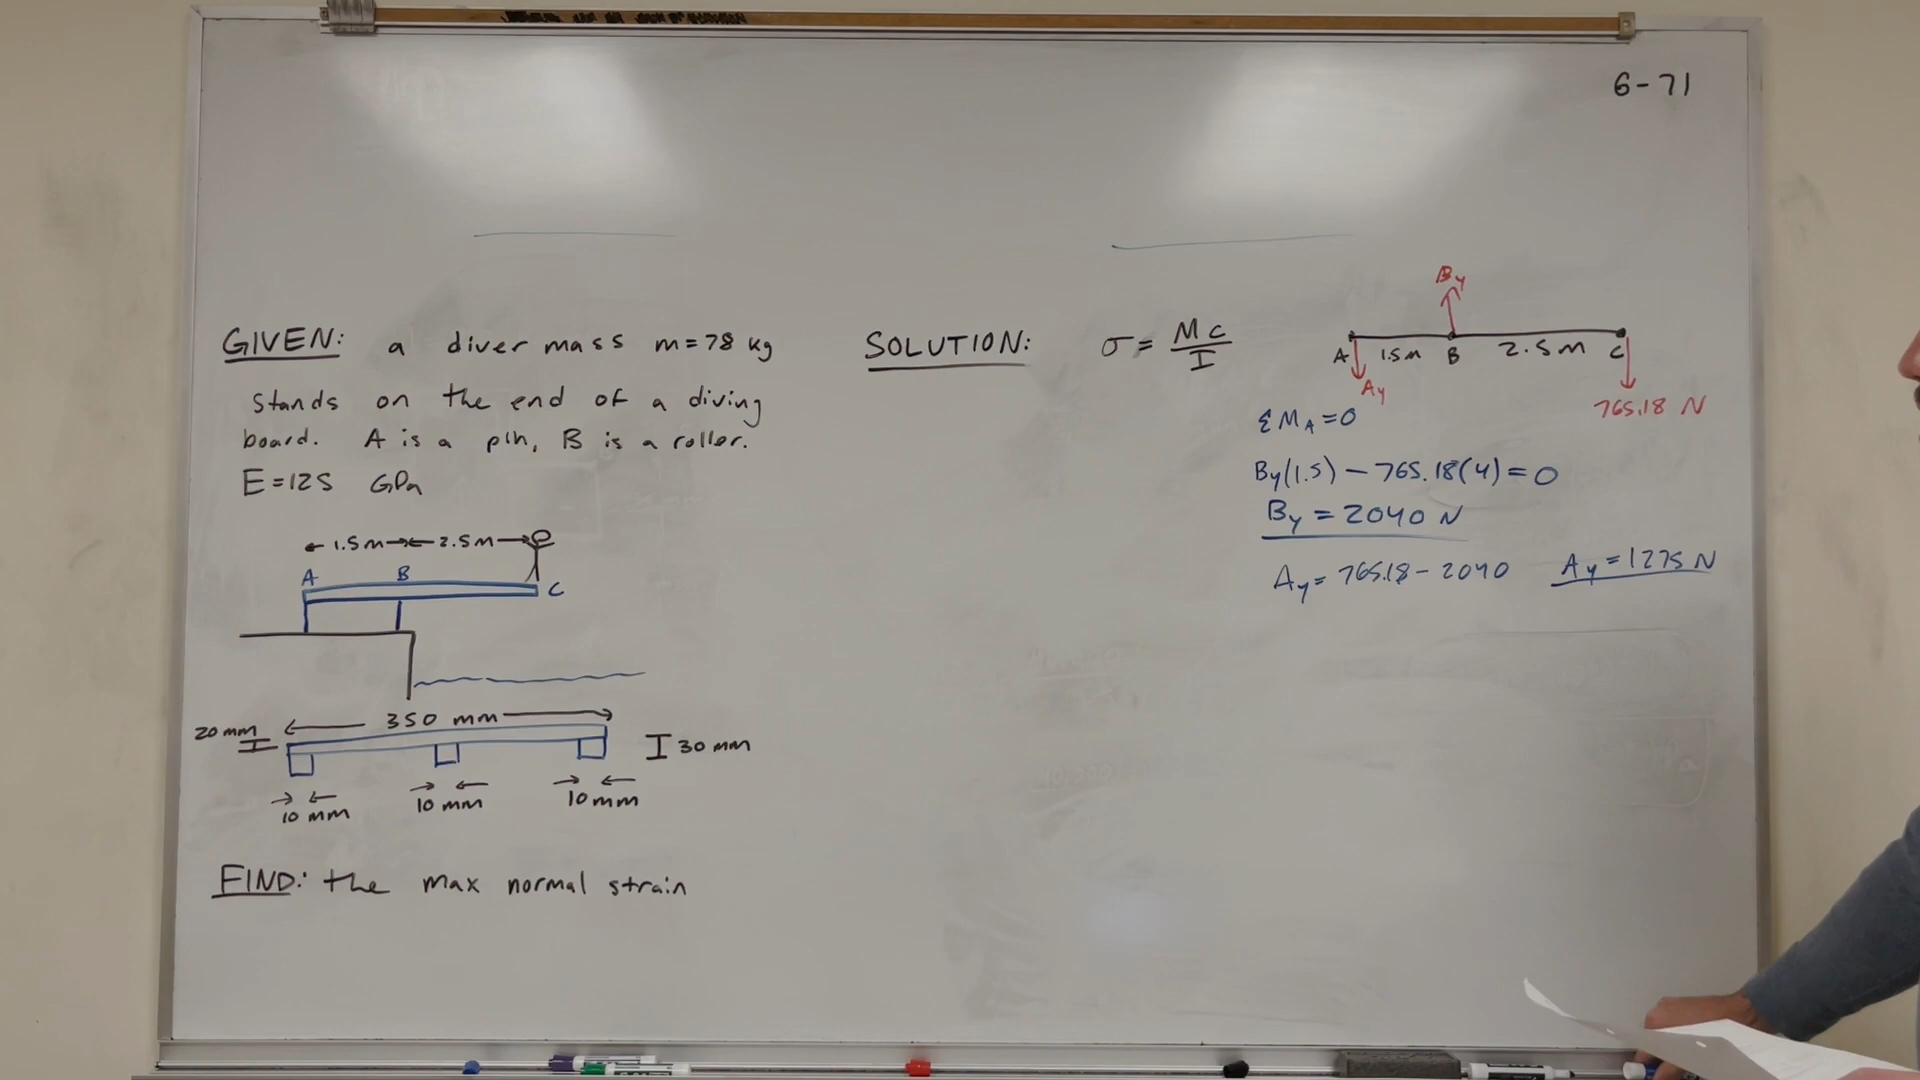 6-71
GIVEN: a diver mass m=78 kg
stands on the end of a diving
board. A is a pin, B is a roller.
E=125 GPa
1.5m 2.5m
A B C
350 mm
20mm
30 mm
10 mm 10 mm 10 mm
FIND: the max normal strain
SOLUTION: σ = Mc/I
By
A 1.5m B 2.5m C
Ay
765.18 N
ΣM_A=0
By(1.5) - 765.18(4) = 0
By = 2040 N
Ay = 765.18 - 2040 Ay = 1275 N